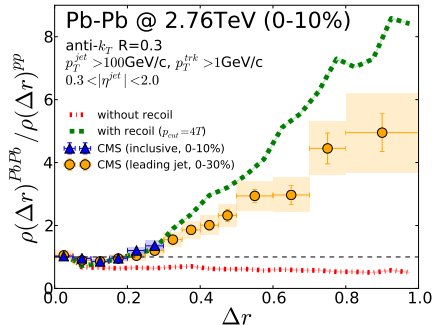 Pb-Pb @ 2.76TeV (0-10%)
anti-k_T R=0.3
p_T^jet >100GeV/c, p_T^trk >1GeV/c
0.3<|η^jet|<2.0
without recoil
with recoil (p_cut=4T)
CMS (inclusive, 0-10%)
CMS (leading jet, 0-30%)
ρ(Δr)^PbPb/ρ(Δr)^pp
8
6
4
2
0
0.0 0.2 0.4 0.6 0.8 1.0
Δr